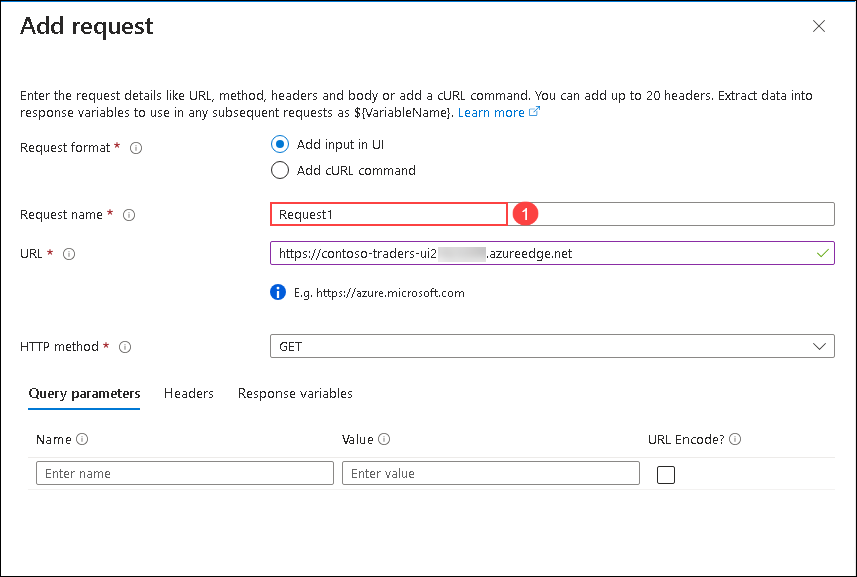 Add request
Enter the request details like URL, method, headers and body or add a cURL command. You can add up to 20 headers. Extract data into
response variables to use in any subsequent requests as ${VariableName}. Learn more
Request format *
Add input in UI
Add cURL command
Request name *
Request1
1
URL *
https://contoso-traders-ui2 .azureedge.net
E.g. https://azure.microsoft.com
HTTP method *
GET
Query parameters Headers Response variables
Name Value URL Encode?
Enter name Enter value